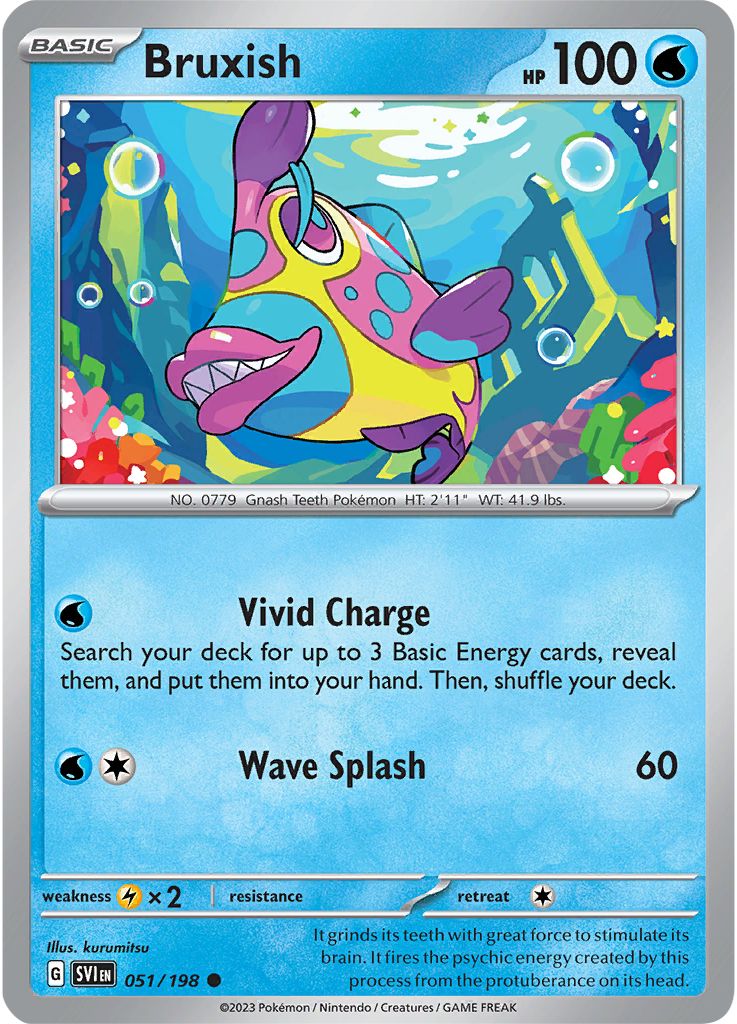 BASIC
Bruxish
HP 100
NO. 0779 Gnash Teeth Pokémon HT: 2'11" WT: 41.9 lbs.
Vivid Charge
Search your deck for up to 3 Basic Energy cards, reveal
them, and put them into your hand. Then, shuffle your deck.
Wave Splash 60
weakness ×2 resistance retreat
Illus. kurumitsu
It grinds its teeth with great force to stimulate its
brain. It fires the psychic energy created by this
process from the protuberance on its head.
G SVI EN 051/198
©2023 Pokémon / Nintendo / Creatures / GAME FREAK